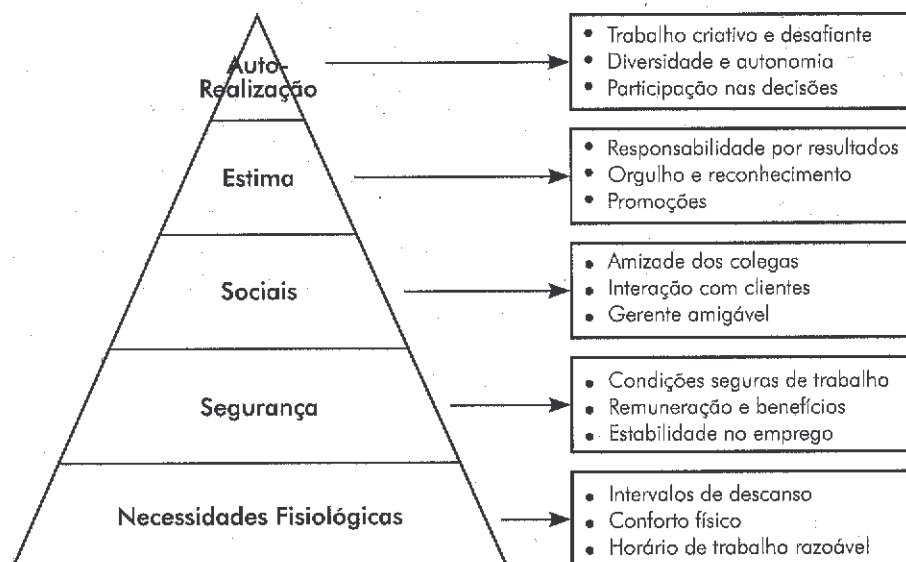 Auto-
Realização
• Trabalho criativo e desafiante
• Diversidade e autonomia
• Participação nas decisões
Estima
• Responsabilidade por resultados
• Orgulho e reconhecimento
• Promoções
Sociais
• Amizade dos colegas
• Interação com clientes
• Gerente amigável
Segurança
• Condições seguras de trabalho
• Remuneração e benefícios
• Estabilidade no emprego
Necessidades Fisiológicas
• Intervalos de descanso
• Conforto físico
• Horário de trabalho razoável